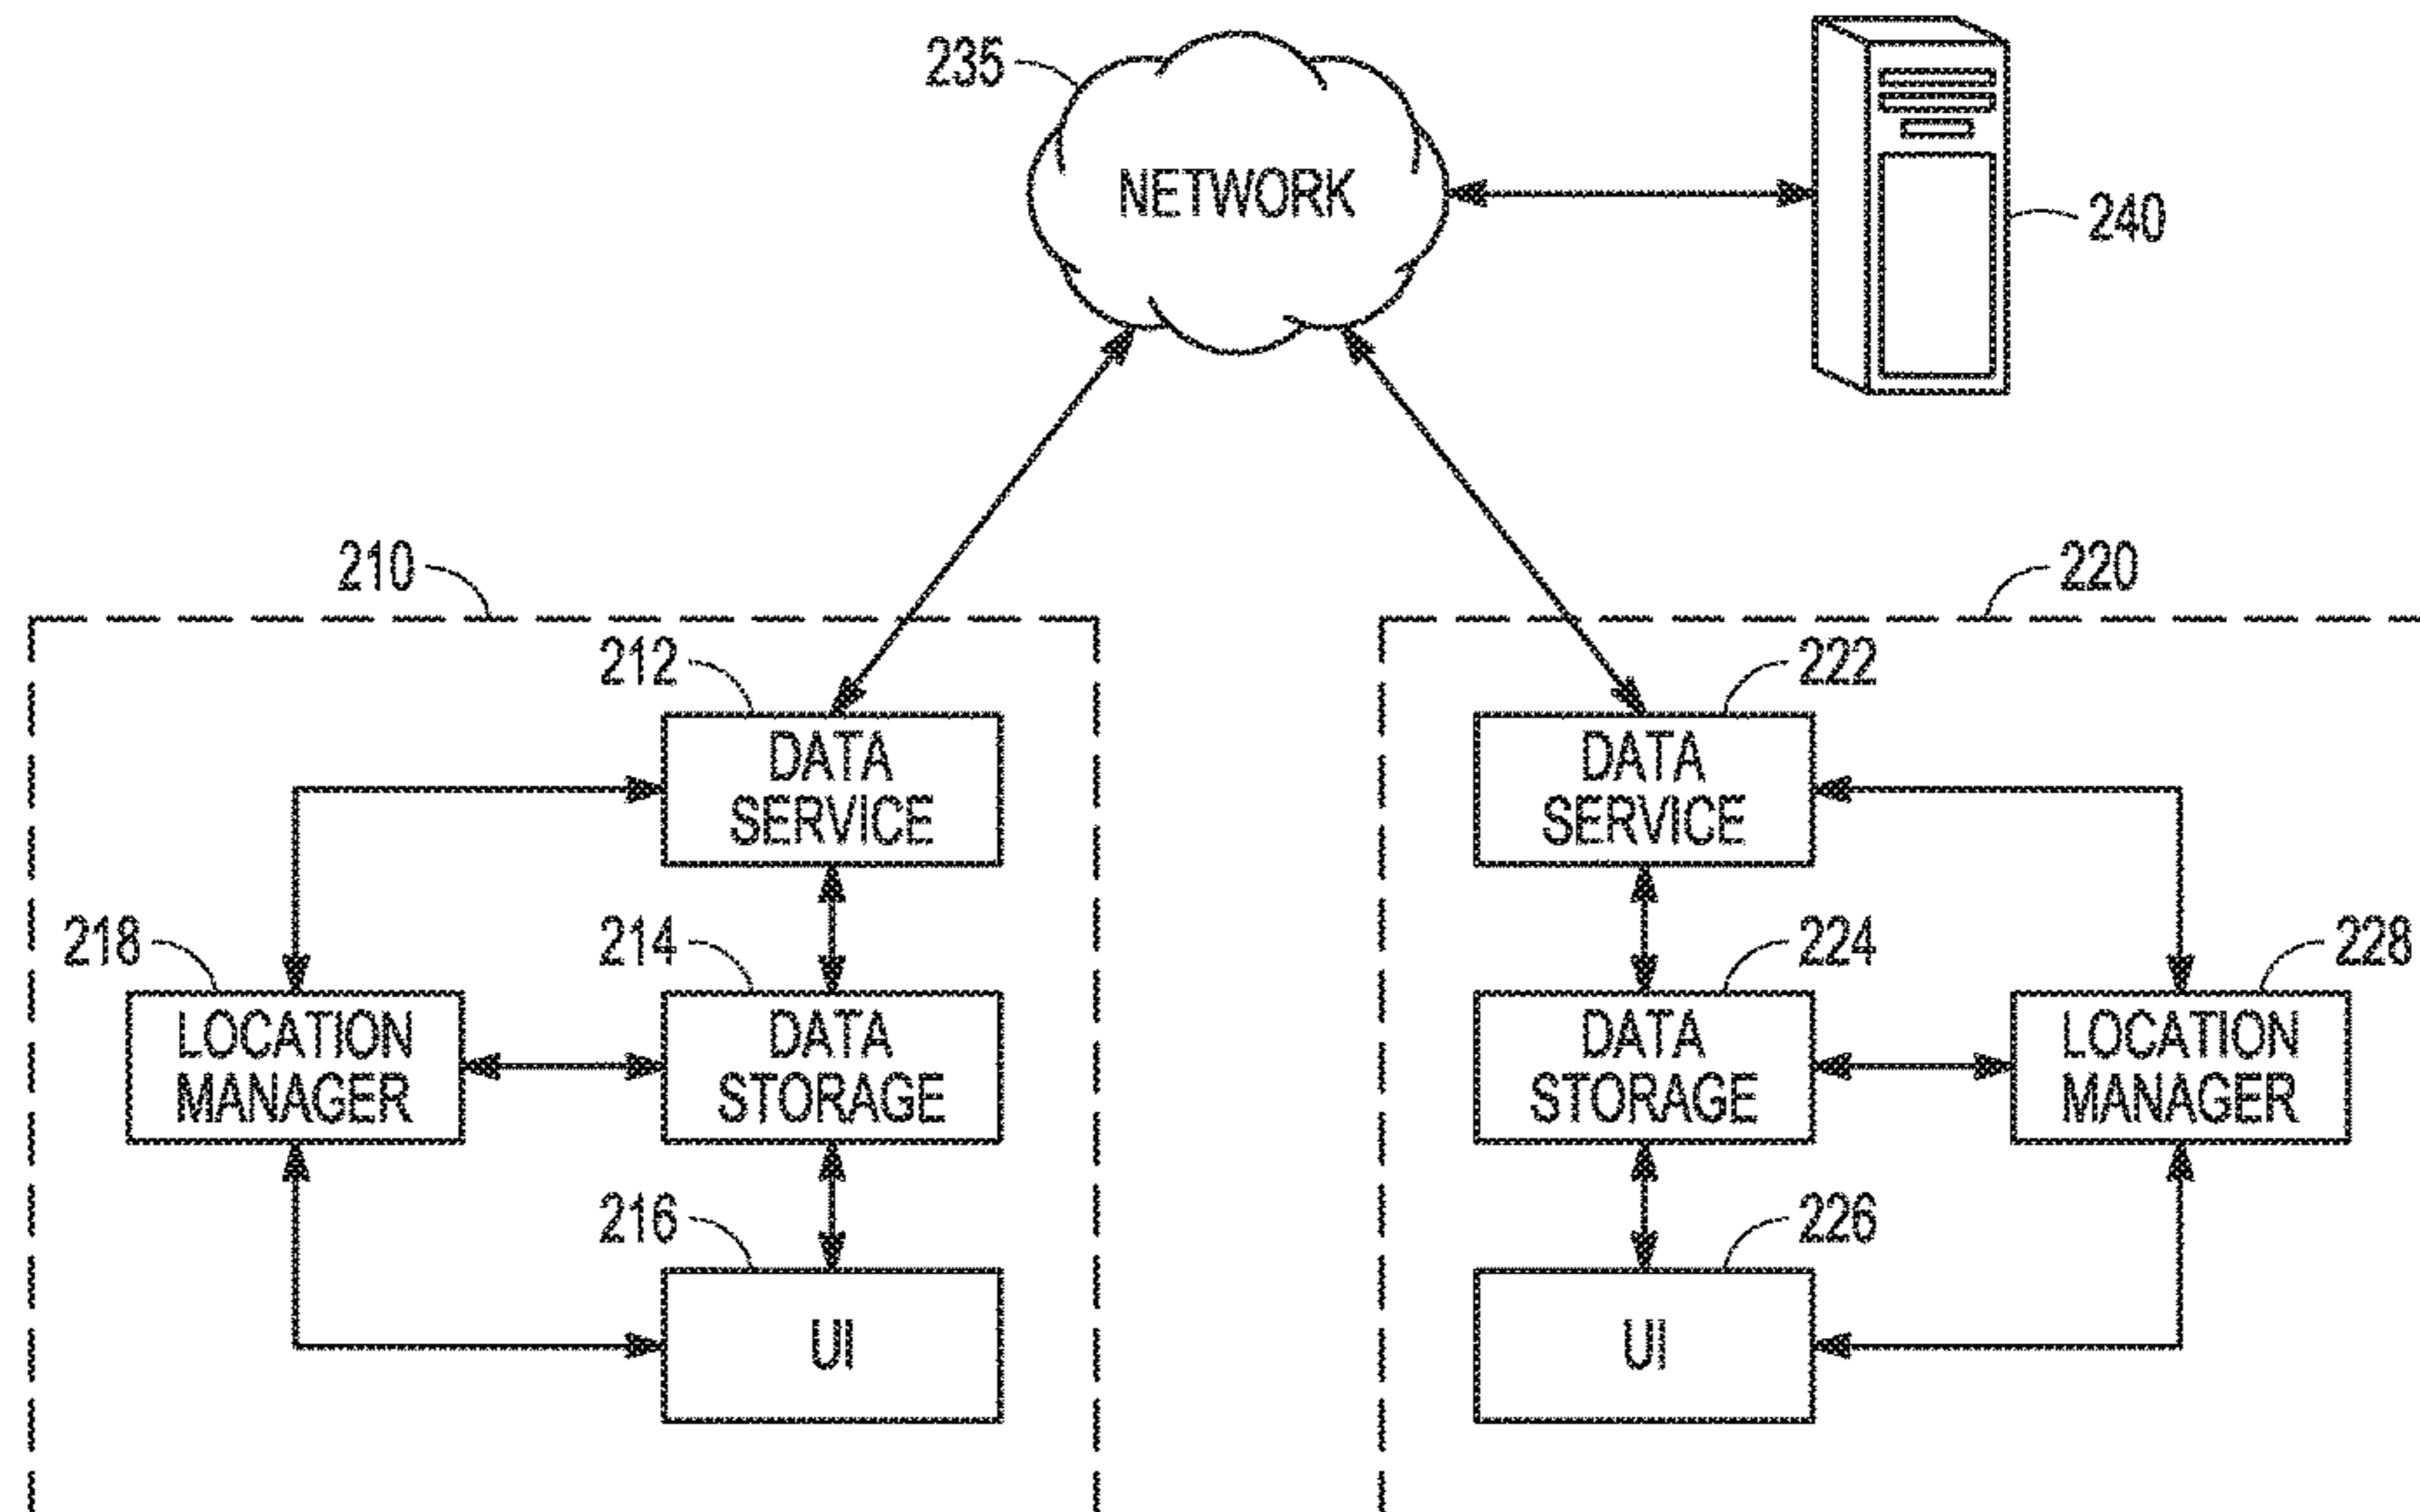 235
NETWORK
240
210
220
212
222
DATA
SERVICE
DATA
SERVICE
218
214
224
228
LOCATION
MANAGER
DATA
STORAGE
DATA
STORAGE
LOCATION
MANAGER
216
226
UI
UI